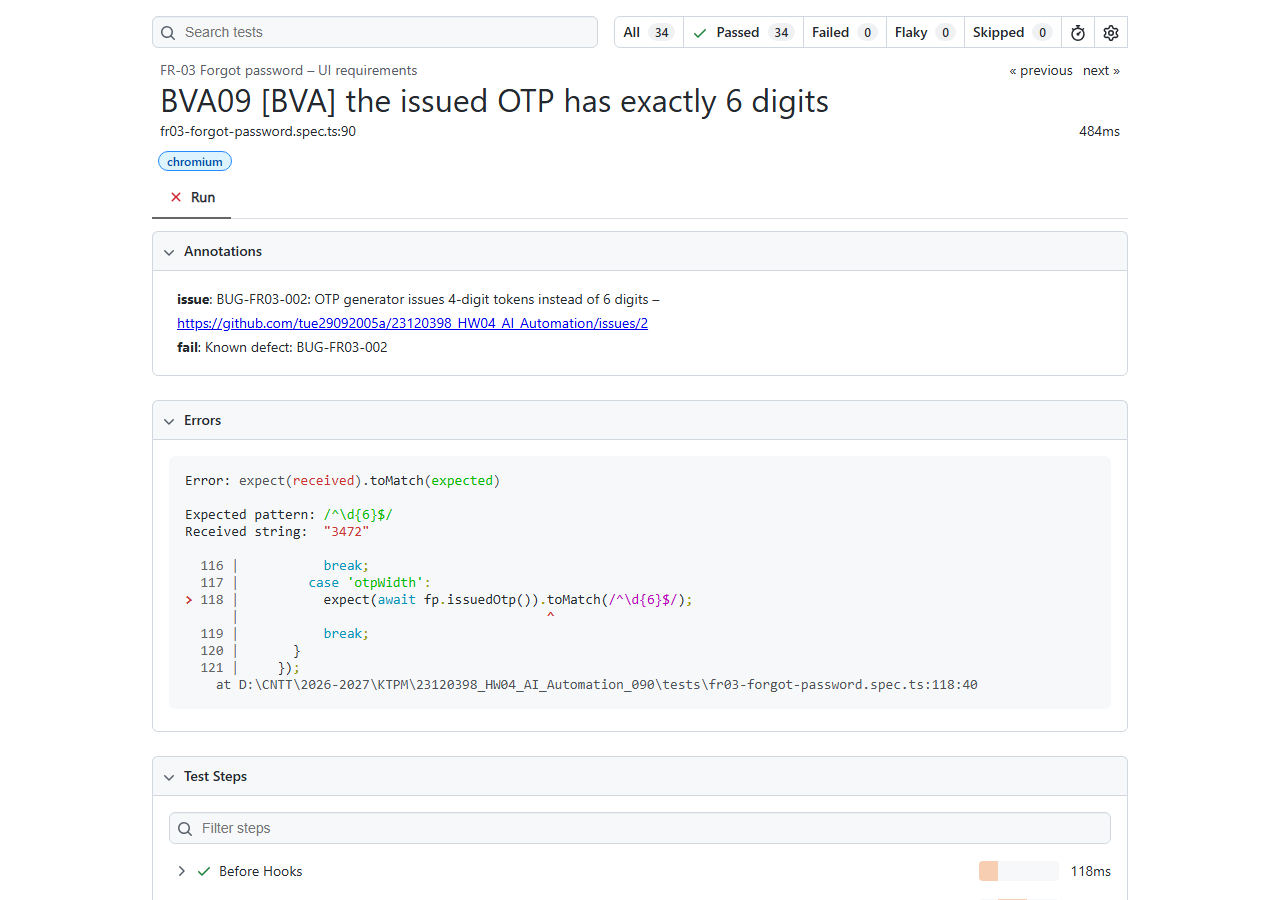 Search tests
All 34 Passed 34 Failed 0 Flaky 0 Skipped 0
FR-03 Forgot password – UI requirements
« previous next »
BVA09 [BVA] the issued OTP has exactly 6 digits
fr03-forgot-password.spec.ts:90
484ms
chromium
Run
Annotations
issue: BUG-FR03-002: OTP generator issues 4-digit tokens instead of 6 digits –
https://github.com/tue29092005a/23120398_HW04_AI_Automation/issues/2
fail: Known defect: BUG-FR03-002
Errors
Error: expect(received).toMatch(expected)
Expected pattern: /^\d{6}$/
Received string:  "3472"
116 |           break;
117 |         case 'otpWidth':
> 118 |           expect(await fp.issuedOtp()).toMatch(/^\d{6}$/);
|                                        ^
119 |           break;
120 |       }
121 |     });
at D:\CNTT\2026-2027\KTPM\23120398_HW04_AI_Automation_090\tests\fr03-forgot-password.spec.ts:118:40
Test Steps
Filter steps
Before Hooks
118ms